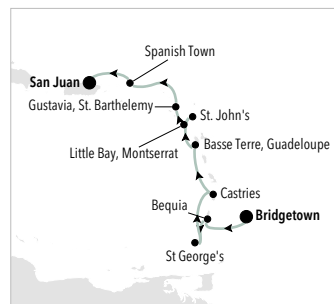 Spanish Town
San Juan
Gustavia, St. Barthelemy
St. John's
Little Bay, Montserrat
Basse Terre, Guadeloupe
Castries
Bequia
Bridgetown
St George's